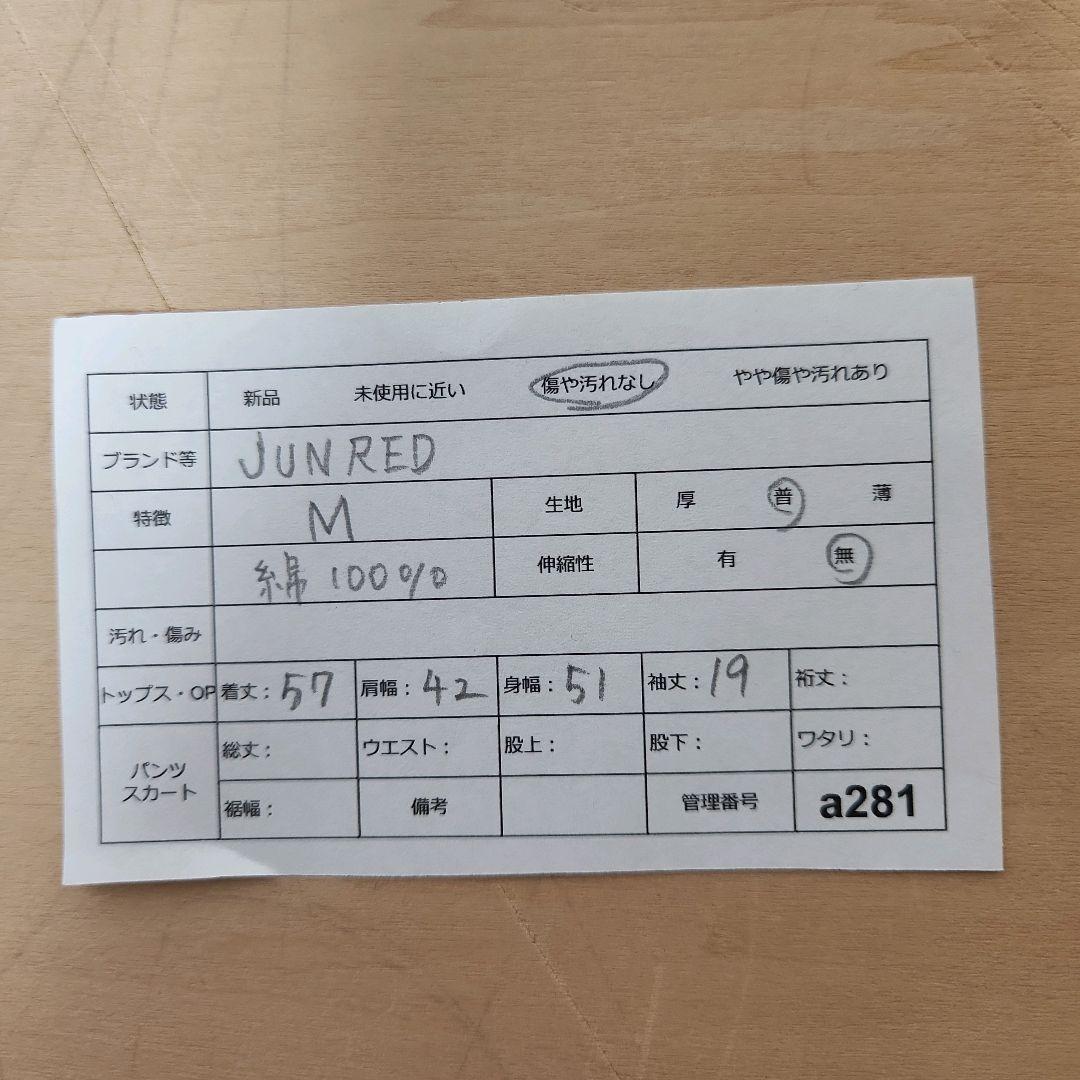 状態 新品 未使用に近い 傷や汚れなし やや傷や汚れあり
ブランド等 JUN RED
特徴 M 生地 厚 普 薄
綿 100% 伸縮性 有 無
汚れ・傷み
トップス・OP 着丈：57 肩幅：42 身幅：51 袖丈：19 裄丈：
パンツ スカート 総丈： ウエスト： 股上： 股下： ワタリ：
裾幅： 備考 管理番号 a281